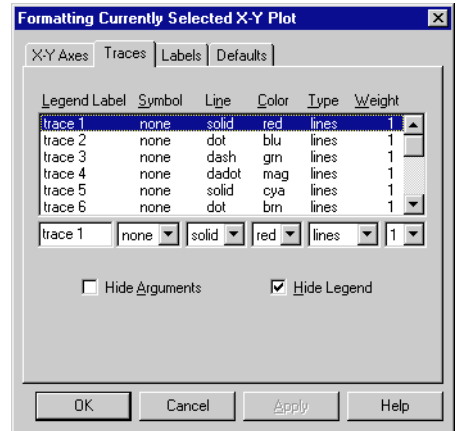 Formatting Currently Selected X-Y Plot
X-Y Axes Traces Labels Defaults
Legend Label Symbol Line Color Type Weight
trace 1 none solid red lines 1
trace 2 none dot blu lines 1
trace 3 none dash grn lines 1
trace 4 none dadot mag lines 1
trace 5 none solid cya lines 1
trace 6 none dot brn lines 1
trace 1 none solid red lines 1
Hide Arguments Hide Legend
OK Cancel Apply Help